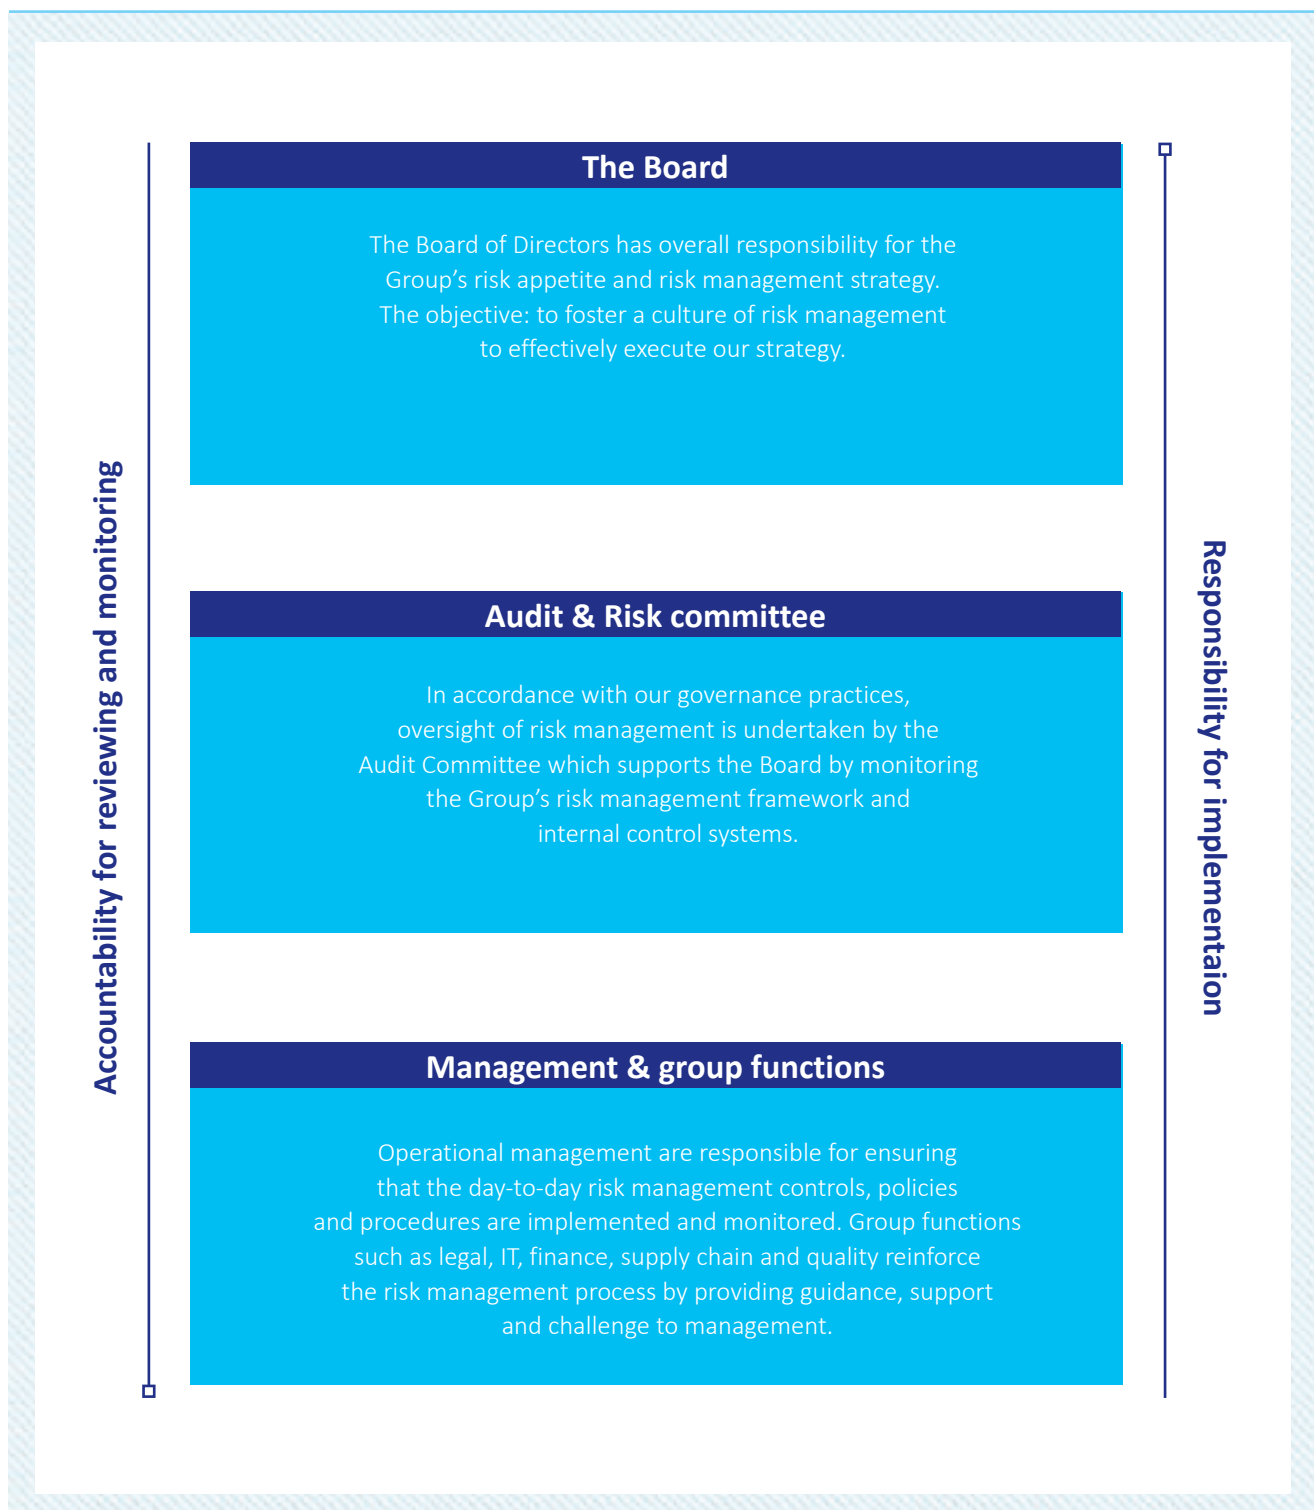 Accountability for reviewing and monitoring
The Board
The Board of Directors has overall responsibility for the
Group’s risk appetite and risk management strategy.
The objective: to foster a culture of risk management
to effectively execute our strategy.
Audit & Risk committee
In accordance with our governance practices,
oversight of risk management is undertaken by the
Audit Committee which supports the Board by monitoring
the Group’s risk management framework and
internal control systems.
Management & group functions
Operational management are responsible for ensuring
that the day-to-day risk management controls, policies
and procedures are implemented and monitored. Group functions
such as legal, IT, finance, supply chain and quality reinforce
the risk management process by providing guidance, support
and challenge to management.
Responsibility for implementaion